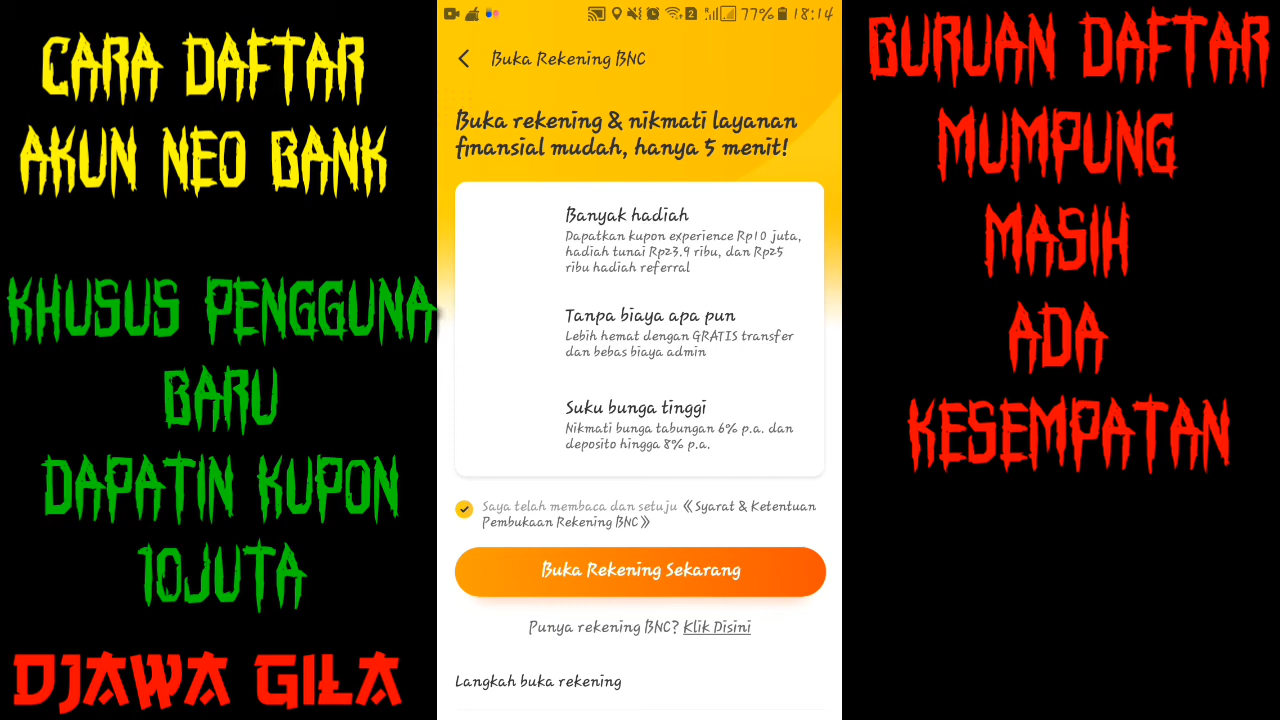 CARA DAFTAR
AKUN NEO BANK
KHUSUS PENGGUNA
BARU
DAPATIN KUPON
10JUTA
DJAWA GILA
2 77% 18:14
Buka Rekening BNC
Buka rekening & nikmati layanan
finansial mudah, hanya 5 menit!
Banyak hadiah
Dapatkan kupon experience Rp10 juta,
hadiah tunai Rp23.9 ribu, dan Rp25
ribu hadiah referral
Tanpa biaya apa pun
Lebih hemat dengan GRATIS transfer
dan bebas biaya admin
Suku bunga tinggi
Nikmati bunga tabungan 6% p.a. dan
deposito hingga 8% p.a.
Saya telah membaca dan setuju 《Syarat & Ketentuan
Pembukaan Rekening BNC》
Buka Rekening Sekarang
Punya rekening BNC? Klik Disini
Langkah buka rekening
BURUAN DAFTAR
MUMPUNG
MASIH
ADA
KESEMPATAN